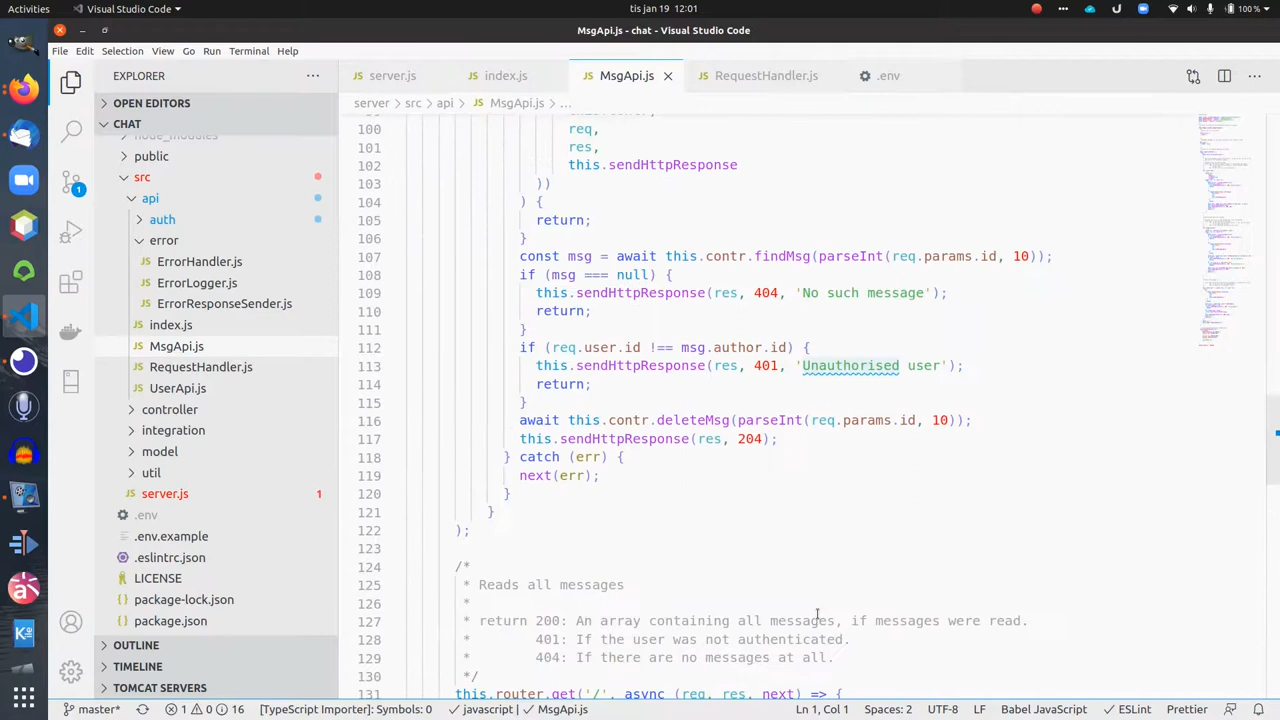 Activities
Visual Studio Code
tis jan 19 12:01
U
100 %
MsgApi.js - chat - Visual Studio Code
File Edit Selection View Go Run Terminal Help
EXPLORER
OPEN EDITORS
CHAT
node_modules
public
src
api
auth
error
ErrorHandler.js
ErrorLogger.js
ErrorResponseSender.js
JS index.js
JS MsgApi.js
JS RequestHandler.js
JS UserApi.js
controller
integration
model
util
JS server.js 1
.env
.env.example
.eslintrc.json
LICENSE
{} package-lock.json
{} package.json
OUTLINE
TIMELINE
TOMCAT SERVERS
1
JS server.js
JS index.js
JS MsgApi.js
JS RequestHandler.js
.env
server > src > api > JS MsgApi.js > ...
100 req,
101 res,
102 this.sendHttpResponse
103 ))
104 {
105 return;
const msg = await this.contr.findMsg(parseInt(req.params.id, 10));
108 if (msg === null) {
109 this.sendHttpResponse(res, 404, 'No such message');
110 return;
111
112 if (req.user.id
== msg.author.id) {
113 this.sendHttpResponse(res, 401, 'Unauthorised user');
114 return;
115 }
116 await this.contr.deleteMsg(parseInt(req.params.id, 10));
117 this.sendHttpResponse(res, 204);
118 } catch (err) {
119 next(err);
120 }
121 }
122 );
123
124 /*
125 * Reads all messages
126 *
127 * return 200: An array containing all messages, if messages were read.
128 * 401: If the user was not authenticated.
129 * 404: If there are no messages at all.
130 */
131 this.router.get('/', async (req, res, next) => {
master* 1 0 16 [TypeScript Importer]: Symbols: 0 javascript | MsgApi.js Ln 1, Col 1 Spaces: 2 UTF-8 LF Babel JavaScript ESLint Prettier